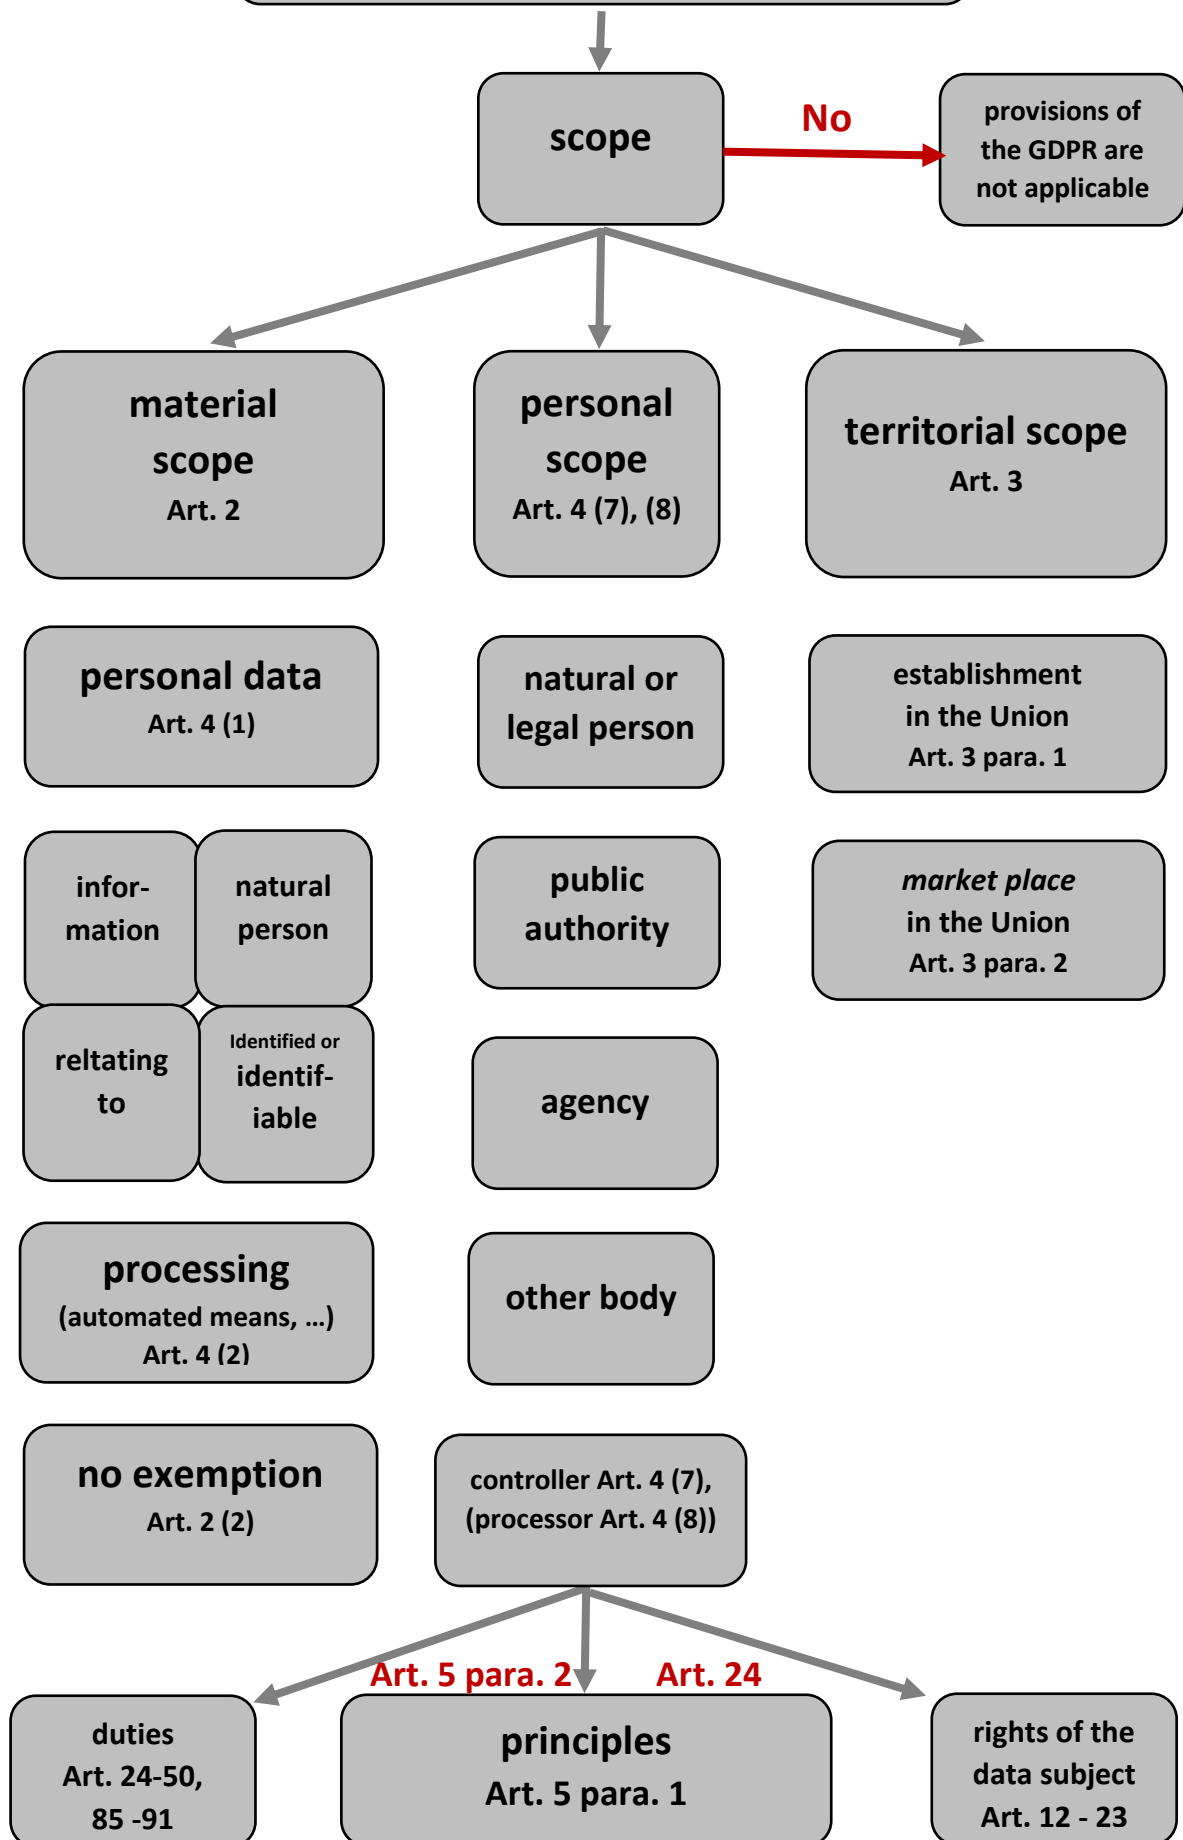 scope
No
provisions of
the GDPR are
not applicable
material
scope
Art. 2
personal
scope
Art. 4 (7), (8)
territorial scope
Art. 3
personal data
Art. 4 (1)
natural or
legal person
establishment
in the Union
Art. 3 para. 1
infor-
mation
natural
person
public
authority
market place
in the Union
Art. 3 para. 2
reltating
to
Identified or
identif-
iable
agency
processing
(automated means, ...)
Art. 4 (2)
other body
no exemption
Art. 2 (2)
controller Art. 4 (7),
(processor Art. 4 (8))
Art. 5 para. 2
Art. 24
duties
Art. 24-50,
85 -91
principles
Art. 5 para. 1
rights of the
data subject
Art. 12 - 23